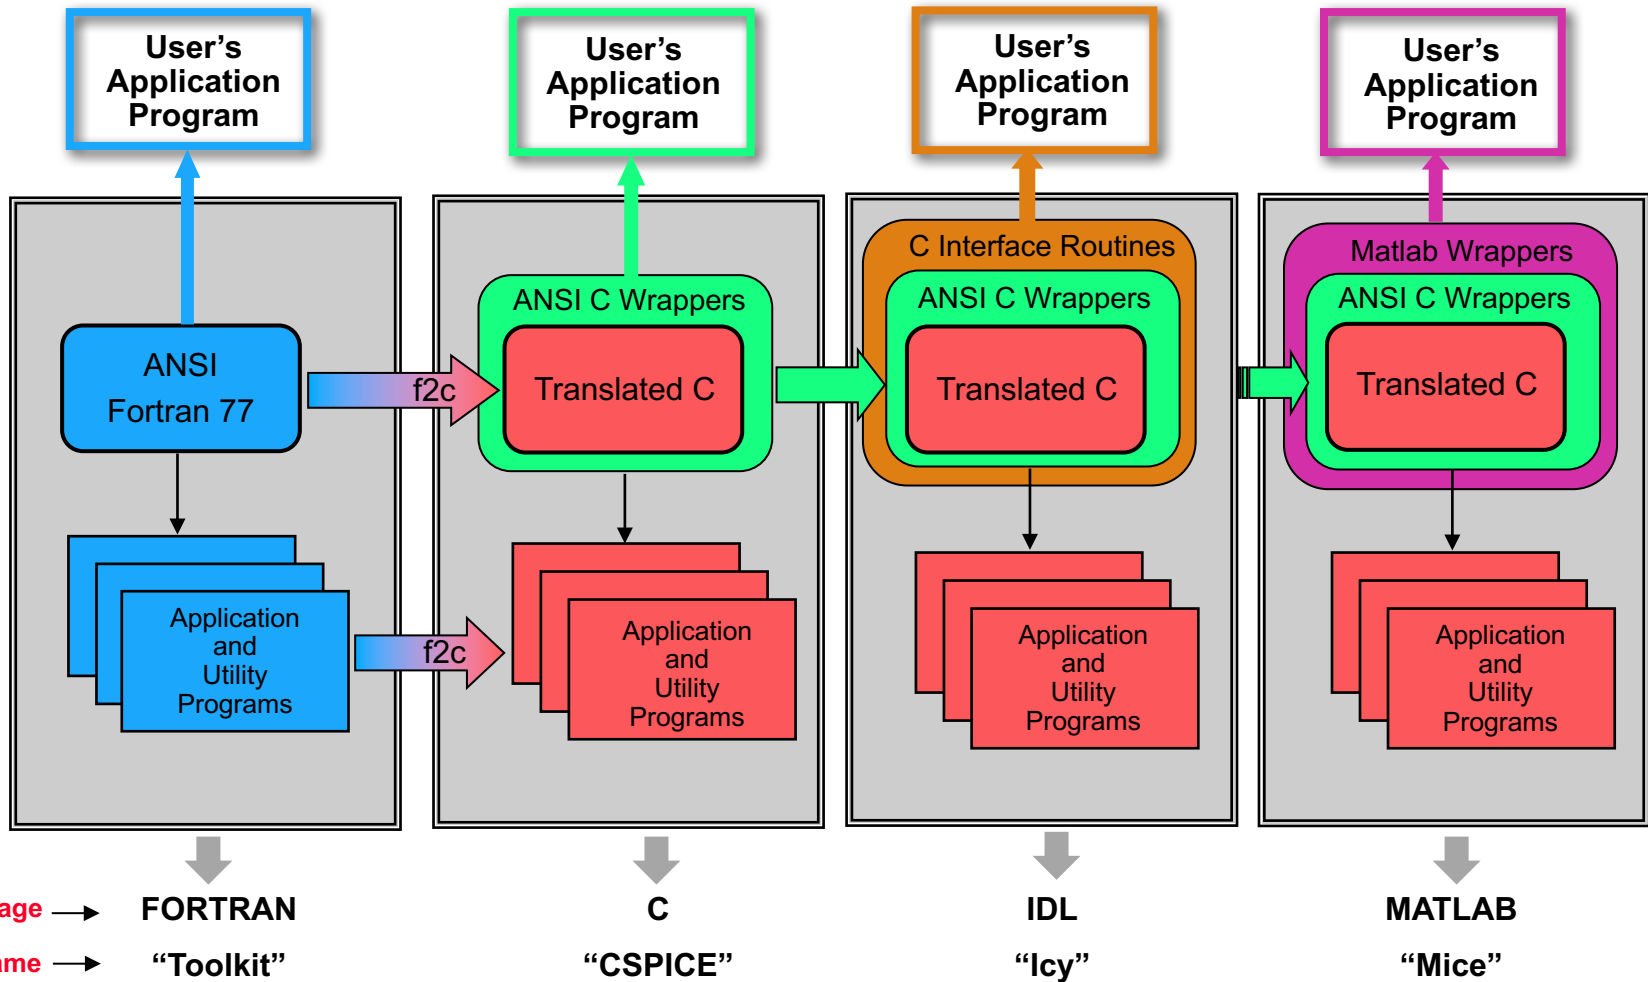 User’s
Application
Program
User’s
Application
Program
User’s
Application
Program
User’s
Application
Program
ANSI
Fortran 77
f2c
ANSI C Wrappers
Translated C
C Interface Routines
ANSI C Wrappers
Translated C
Matlab Wrappers
ANSI C Wrappers
Translated C
Application
and
Utility
Programs
f2c
Application
and
Utility
Programs
Application
and
Utility
Programs
Application
and
Utility
Programs
age FORTRAN C IDL MATLAB
ame “Toolkit” “CSPICE” “Icy” “Mice”